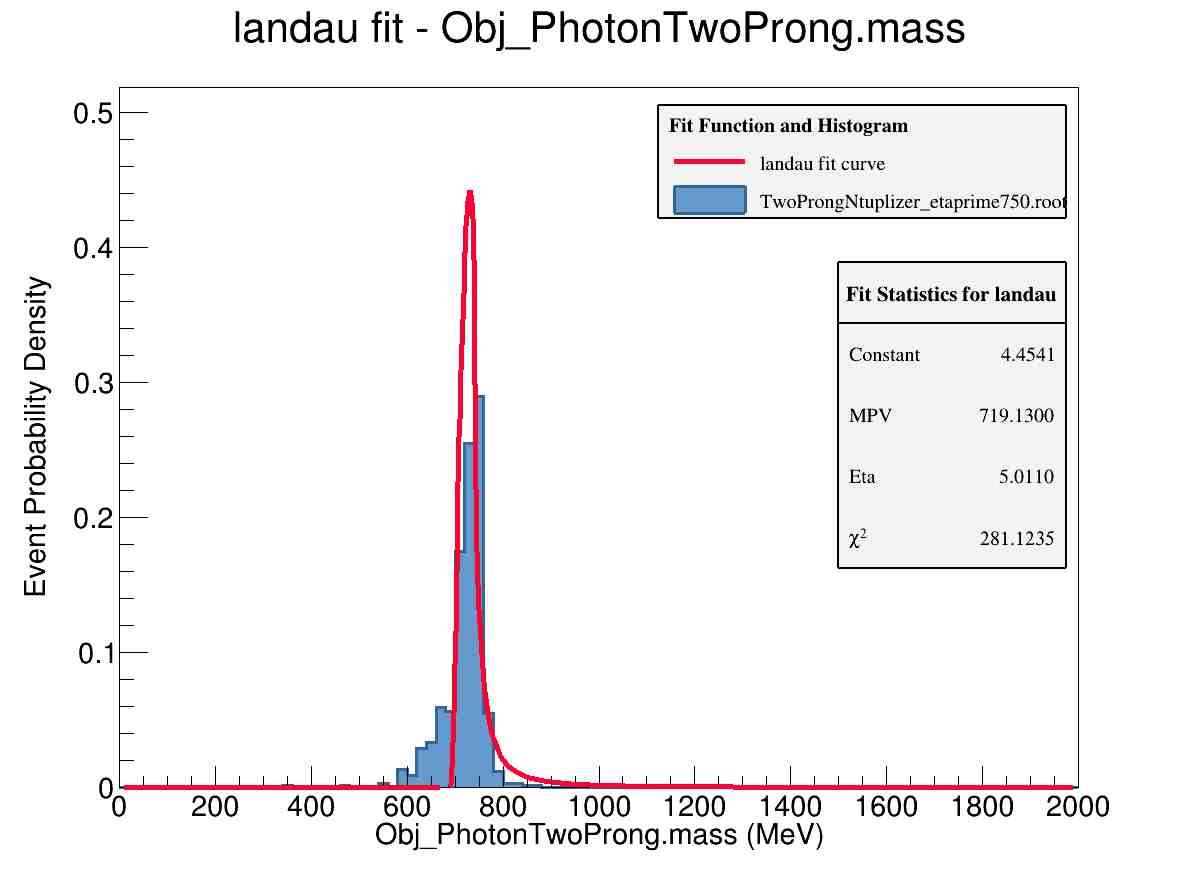 landau fit - Obj_PhotonTwoProng.mass
Fit Function and Histogram
landau fit curve
TwoProngNtuplizer_etaprime750.root
Fit Statistics for landau
Constant 4.4541
MPV 719.1300
Eta 5.0110
χ² 281.1235
Event Probability Density
0.5
0.4
0.3
0.2
0.1
0
0 200 400 600 800 1000 1200 1400 1600 1800 2000
Obj_PhotonTwoProng.mass (MeV)